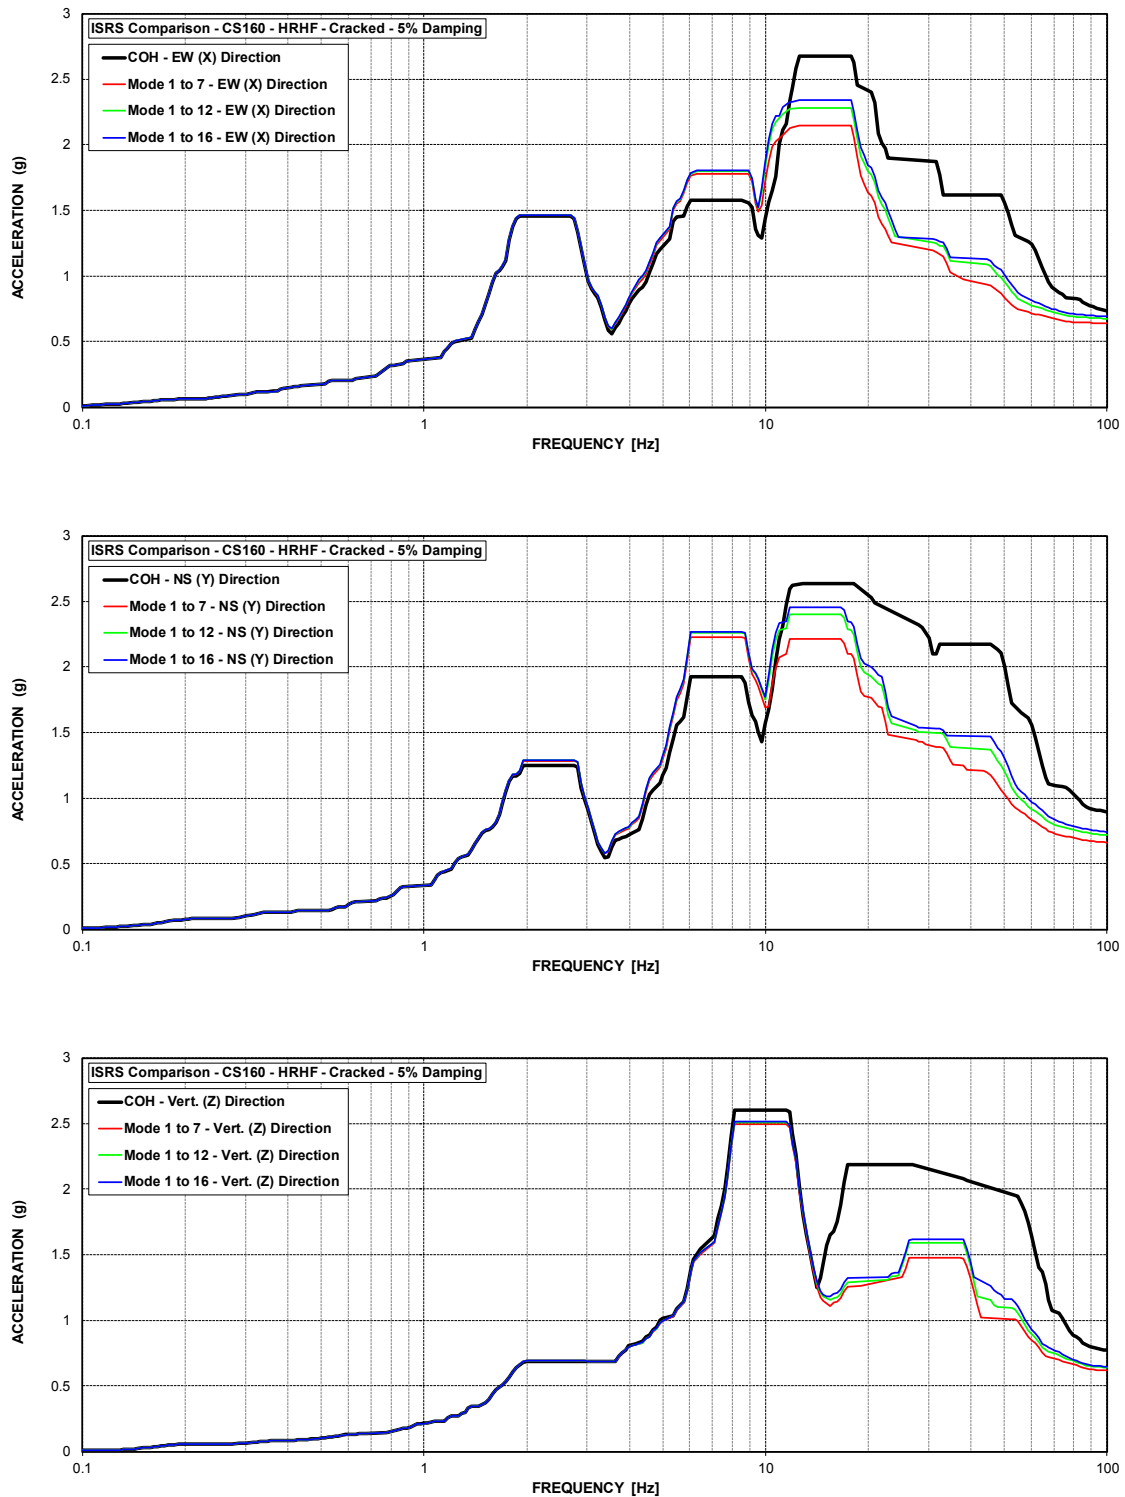 3
ISRS Comparison - CS160 - HRHF - Cracked - 5% Damping
COH - EW (X) Direction
Mode 1 to 7 - EW (X) Direction
Mode 1 to 12 - EW (X) Direction
Mode 1 to 16 - EW (X) Direction
2.5
2
1.5
1
0.5
0
ACCELERATION (g)
0.1 1 10 100
FREQUENCY [Hz]
3
ISRS Comparison - CS160 - HRHF - Cracked - 5% Damping
COH - NS (Y) Direction
Mode 1 to 7 - NS (Y) Direction
Mode 1 to 12 - NS (Y) Direction
Mode 1 to 16 - NS (Y) Direction
2.5
2
1.5
1
0.5
0
ACCELERATION (g)
0.1 1 10 100
FREQUENCY [Hz]
3
ISRS Comparison - CS160 - HRHF - Cracked - 5% Damping
COH - Vert. (Z) Direction
Mode 1 to 7 - Vert. (Z) Direction
Mode 1 to 12 - Vert. (Z) Direction
Mode 1 to 16 - Vert. (Z) Direction
2.5
2
1.5
1
0.5
0
ACCELERATION (g)
0.1 1 10 100
FREQUENCY [Hz]